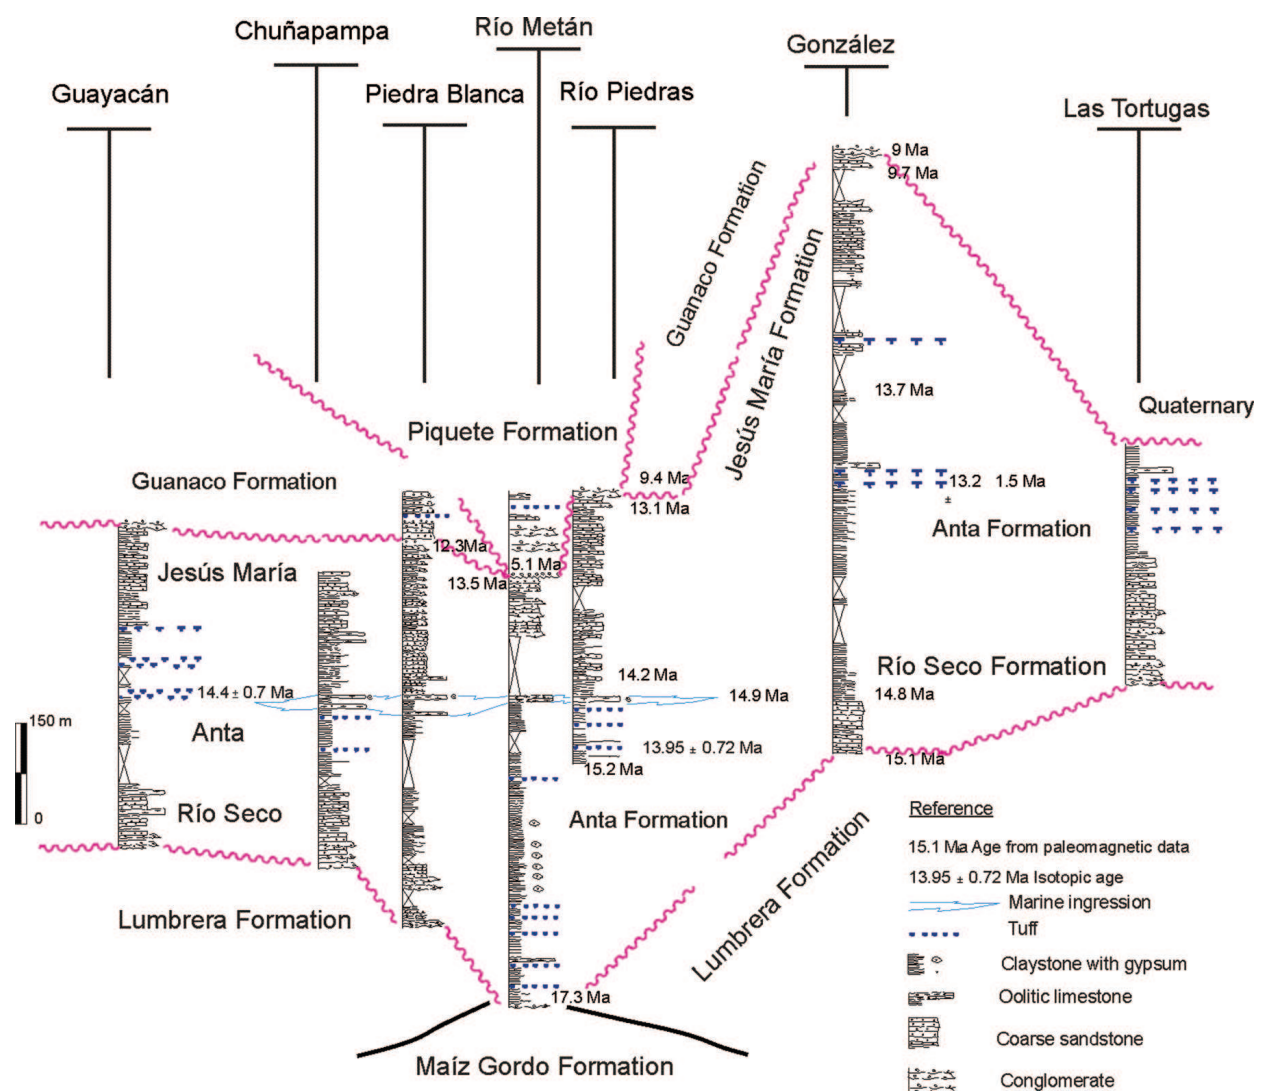 Chuñapampa
Río Metán
González
Guayacán
Piedra Blanca
Río Piedras
Las Tortugas
9 Ma
9.7 Ma
Guanaco Formation
Jesús María Formation
13.7 Ma
Quaternary
Piquete Formation
Guanaco Formation
9.4 Ma
13.1 Ma
13.2 1.5 Ma
±
Anta Formation
12.3Ma
5.1 Ma
13.5 Ma
Jesús María
14.2 Ma
Río Seco Formation
14.4 ± 0.7 Ma
14.9 Ma
14.8 Ma
150 m
Anta
13.95 ± 0.72 Ma
15.2 Ma
15.1 Ma
0
Río Seco
Anta Formation
Lumbrera Formation
Lumbrera Formation
17.3 Ma
Maíz Gordo Formation
Reference
15.1 Ma Age from paleomagnetic data
13.95 ± 0.72 Ma Isotopic age
Marine ingression
Tuff
Claystone with gypsum
Oolitic limestone
Coarse sandstone
Conglomerate